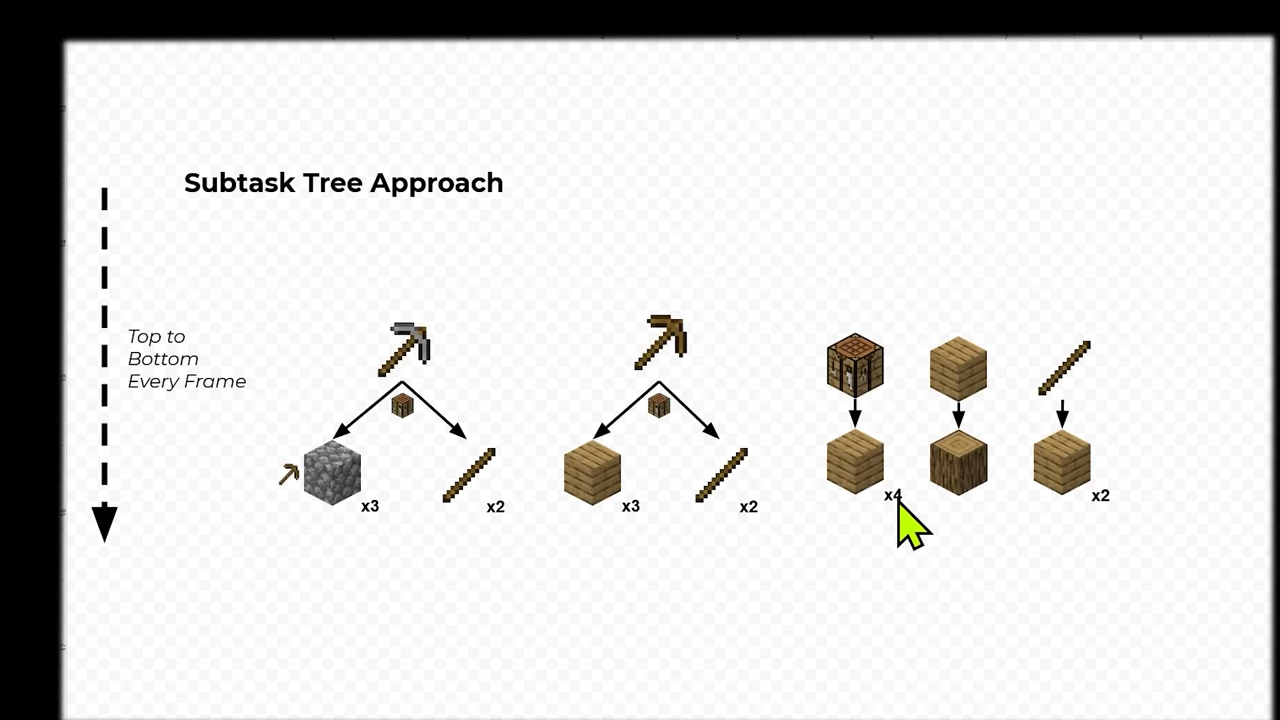 Subtask Tree Approach
Top to
Bottom
Every Frame
x3
x2
x3
x2
x4
x2